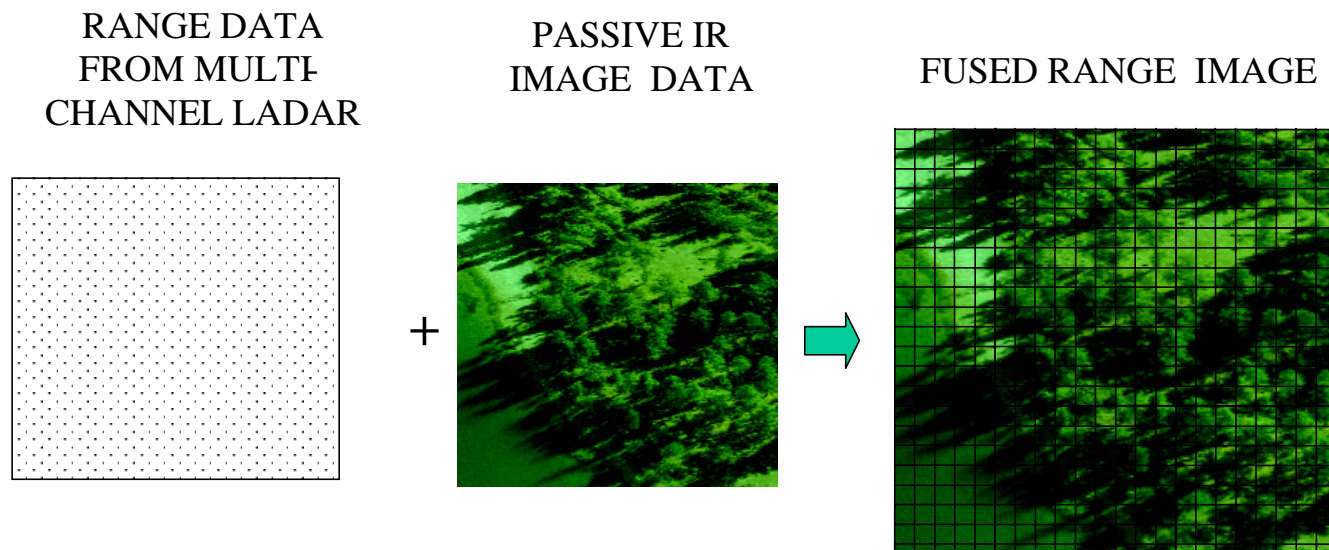 RANGE DATA
FROM MULTI-
CHANNEL LADAR
PASSIVE IR
IMAGE DATA
FUSED RANGE IMAGE
+